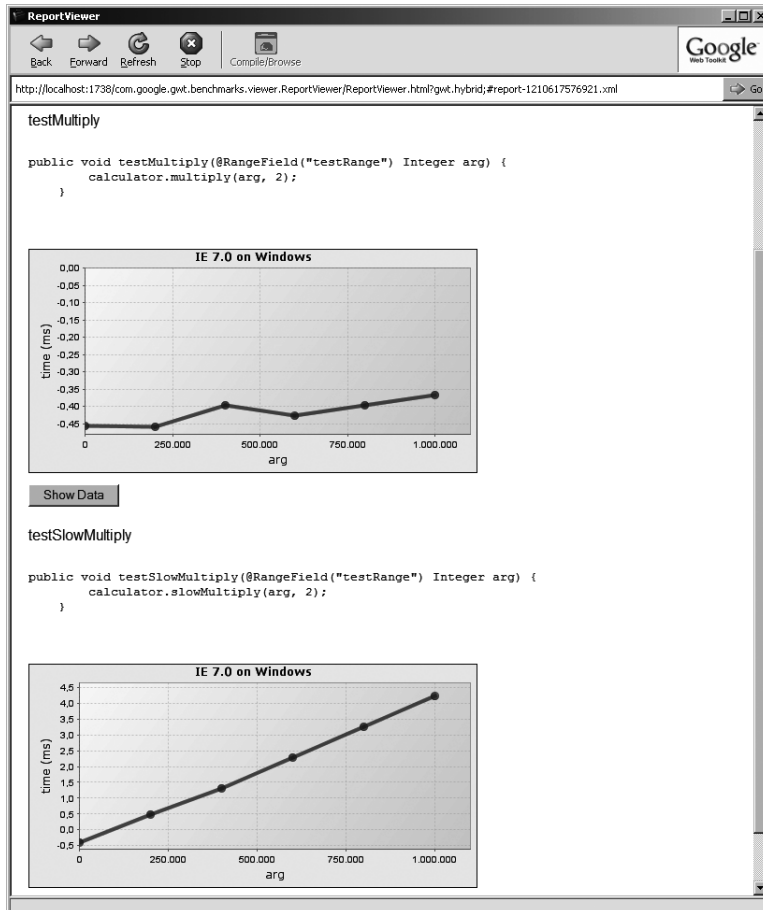 ReportViewer
Back Forward Refresh Stop Compile/Browse
Google
Web Toolkit
http://localhost:1738/com.google.gwt.benchmarks.viewer.ReportViewer/ReportViewer.html?gwt.hybrid;#report-1210617576921.xml Go
testMultiply
public void testMultiply(@RangeField("testRange") Integer arg) {
calculator.multiply(arg, 2);
}
IE 7.0 on Windows
time (ms)
0,00
-0,05
-0,10
-0,15
-0,20
-0,25
-0,30
-0,35
-0,40
-0,45
0 250.000 500.000 750.000 1.000.000
arg
Show Data
testSlowMultiply
public void testSlowMultiply(@RangeField("testRange") Integer arg) {
calculator.slowMultiply(arg, 2);
}
IE 7.0 on Windows
time (ms)
4,5
4,0
3,5
3,0
2,5
2,0
1,5
1,0
0,5
0,0
-0,5
0 250.000 500.000 750.000 1.000.000
arg